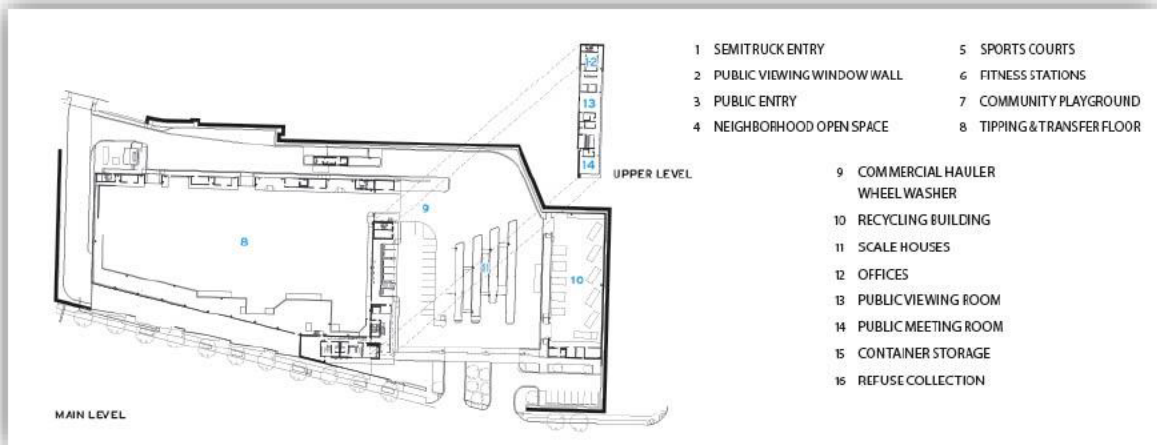 1 SEMITRUCK ENTRY
2 PUBLIC VIEWING WINDOW WALL
3 PUBLIC ENTRY
4 NEIGHBORHOOD OPEN SPACE
5 SPORTS COURTS
6 FITNESS STATIONS
7 COMMUNITY PLAYGROUND
8 TIPPING & TRANSFER FLOOR
9 COMMERCIAL HAULER
WHEEL WASHER
10 RECYCLING BUILDING
11 SCALE HOUSES
12 OFFICES
13 PUBLIC VIEWING ROOM
14 PUBLIC MEETING ROOM
15 CONTAINER STORAGE
16 REFUSE COLLECTION
12
13
14
UPPER LEVEL
9
8
11
10
MAIN LEVEL